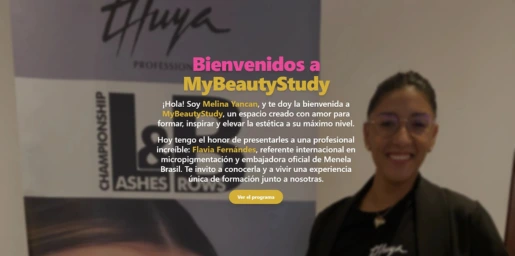 Thuya
PROFESSIONAL
Bienvenidos a
MyBeautyStudy
¡Hola! Soy Melina Yancan, y te doy la bienvenida a
MyBeautyStudy, un espacio creado con amor para
formar, inspirar y elevar la estética a su máximo nivel.
Hoy tengo el honor de presentarles a una profesional
increíble: Flavia Fernandes, referente internacional en
micropigmentación y embajadora oficial de Menela
Brasil. Te invito a conocerla y a vivir una experiencia
única de formación junto a nosotras.
Ver el programa
CHAMPIONSHIP
L&B
LASHES
BROWS
Thuya